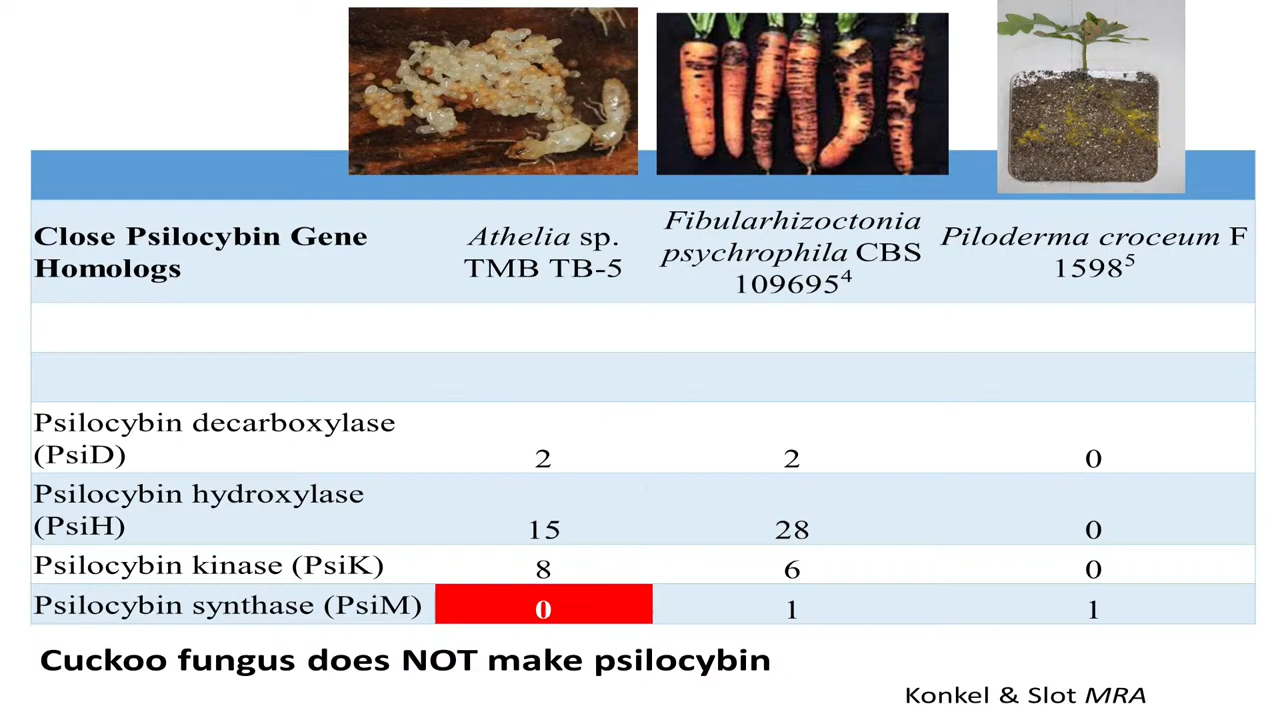 Close Psilocybin Gene
Homologs
Athelia sp.
TMB TB-5
Fibularhizoctonia
psychrophila CBS
109695⁴
Piloderma croceum F
1598⁵
Psilocybin decarboxylase
(PsiD)
2
2
0
Psilocybin hydroxylase
(PsiH)
15
28
0
Psilocybin kinase (PsiK)
8
6
0
Psilocybin synthase (PsiM)
0
1
1
Cuckoo fungus does NOT make psilocybin
Konkel & Slot MRA